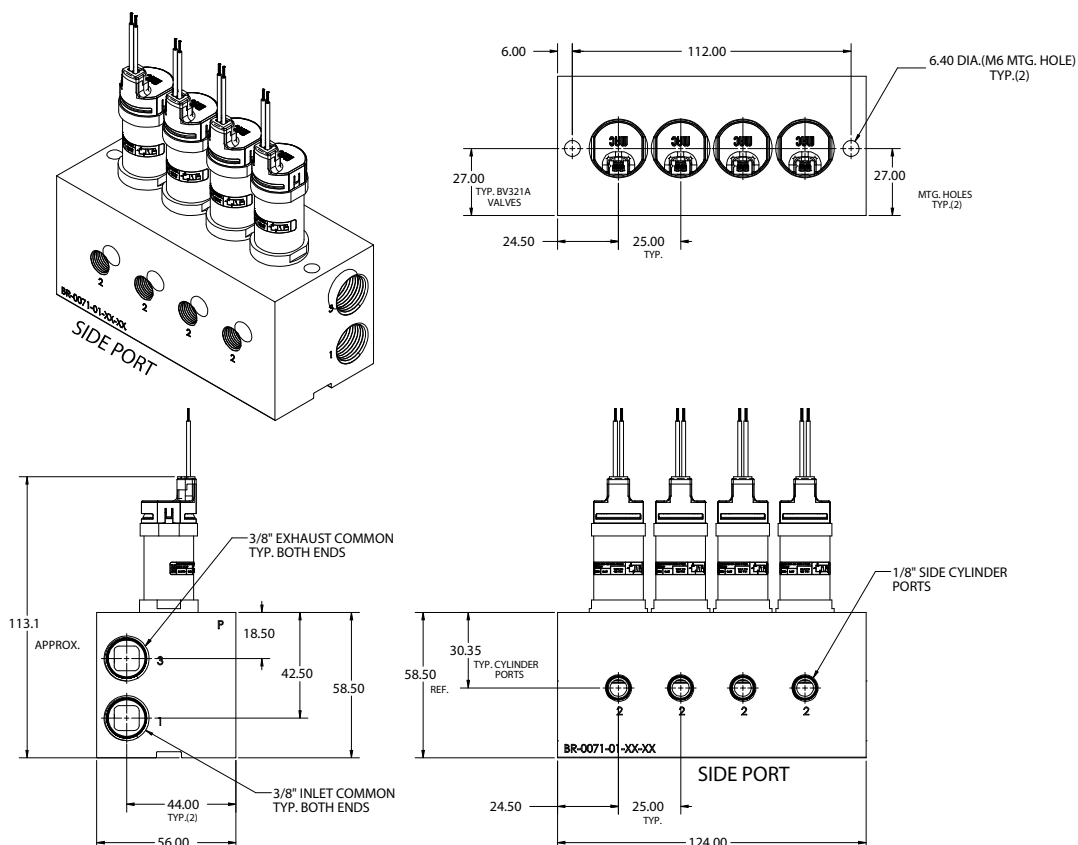 6.00
112.00
6.40 DIA.(M6 MTG. HOLE)
TYP.(2)
MAC MAC MAC MAC
27.00
TYP. BV321A
VALVES
27.00
MTG. HOLES
TYP.(2)
24.50
25.00
TYP.
2
2
2
2
3
1
BR-0071-01-XX-XX
SIDE PORT
3/8" EXHAUST COMMON
TYP. BOTH ENDS
P
113.1
APPROX.
18.50
42.50
58.50
3
1
3/8" INLET COMMON
TYP. BOTH ENDS
44.00
TYP.(2)
56.00
1/8" SIDE CYLINDER
PORTS
30.35
TYP. CYLINDER
PORTS
58.50
REF.
2 2 2 2
BR-0071-01-XX-XX
SIDE PORT
24.50
25.00
TYP.
124.00